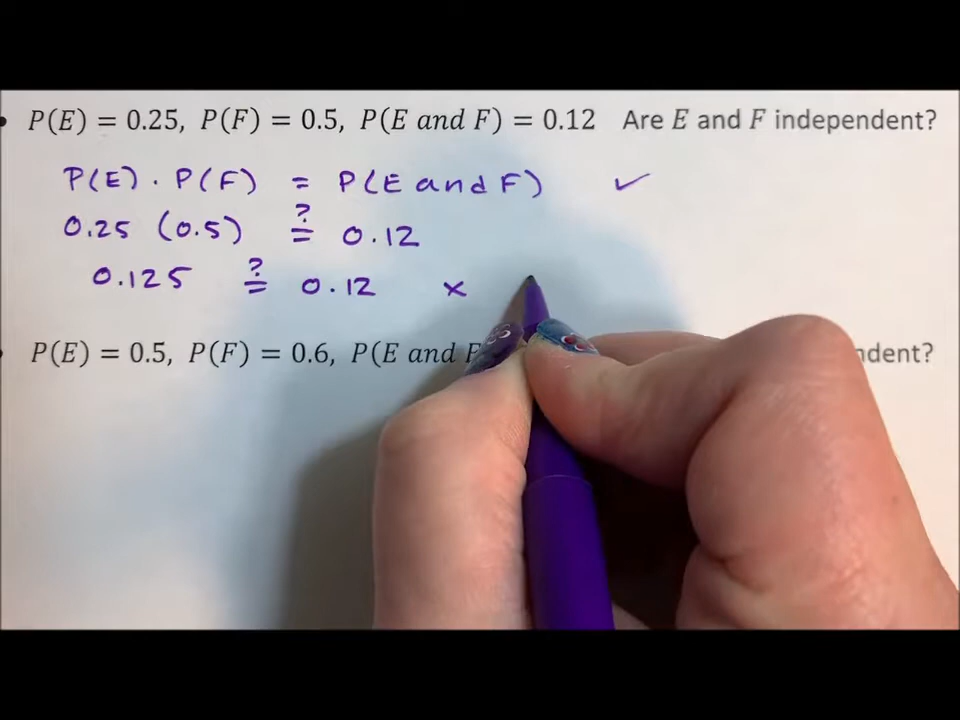 • P(E) = 0.25, P(F) = 0.5, P(E and F) = 0.12 Are E and F independent?
P(E) . P(F) = P(E and F) ✓
0.25 (0.5) ≟ 0.12
0.125 ≟ 0.12 x
• P(E) = 0.5, P(F) = 0.6, P(E and F